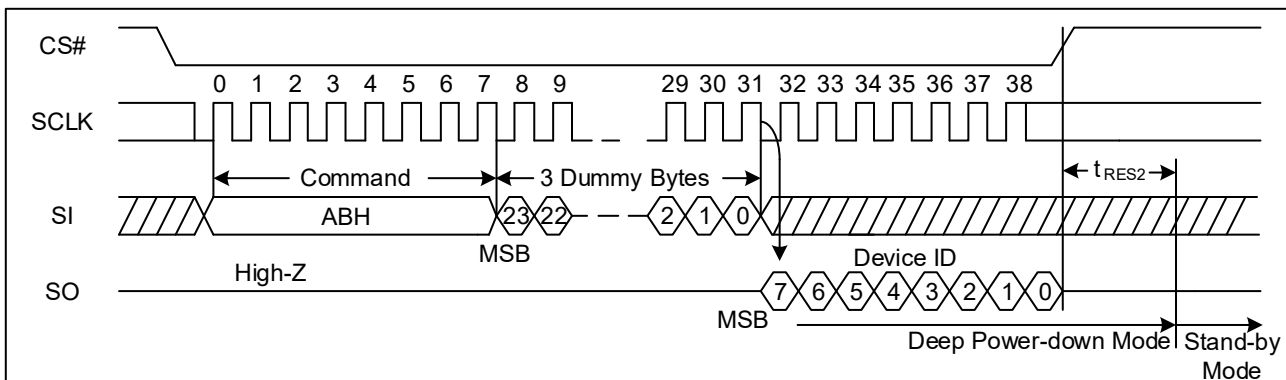 CS#
0 1 2 3 4 5 6 7 8 9 29 30 31 32 33 34 35 36 37 38
SCLK
Command 3 Dummy Bytes tRES2
SI ABH 23 22 2 1 0
MSB
High-Z Device ID
SO 7 6 5 4 3 2 1 0
MSB
Deep Power-down Mode Stand-by
Mode